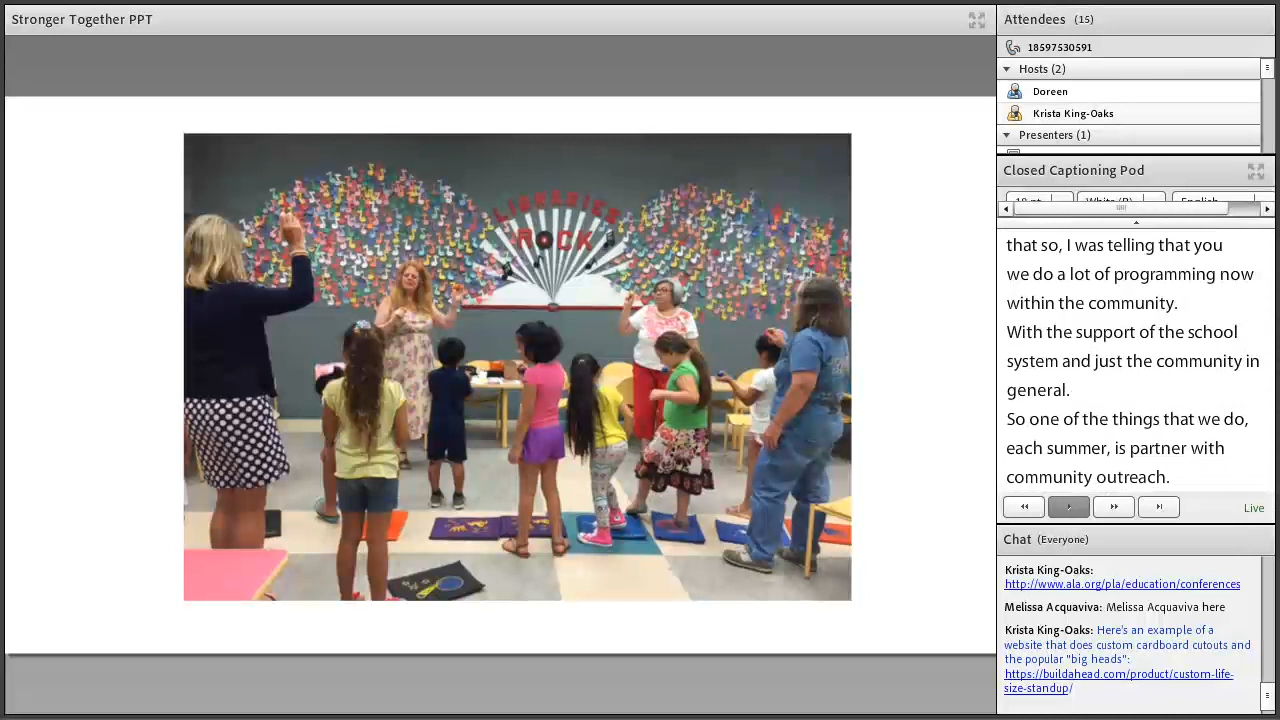 Stronger Together PPT
LIBRARIES
ROCK
Attendees (15)
18597530591
Hosts (2)
Doreen
Krista King-Oaks
Presenters (1)
Closed Captioning Pod
that so, I was telling that you
we do a lot of programming now
within the community.
With the support of the school
system and just the community in
general.
So one of the things that we do,
each summer, is partner with
community outreach.
Live
Chat (Everyone)
Krista King-Oaks:
http://www.ala.org/pla/education/conferences
Melissa Acquaviva: Melissa Acquaviva here
Krista King-Oaks: Here's an example of a
website that does custom cardboard cutouts and
the popular "big heads":
https://buildahead.com/product/custom-life-
size-standup/